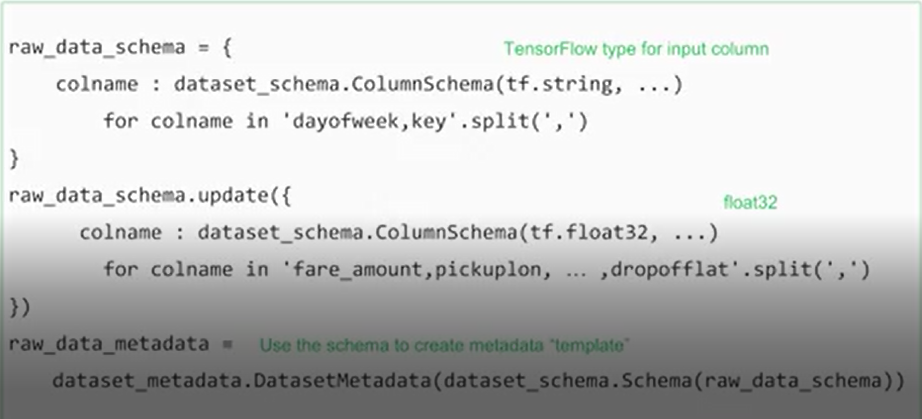 raw_data_schema = { TensorFlow type for input column
colname : dataset_schema.ColumnSchema(tf.string, ...)
for colname in 'dayofweek,key'.split(',')
}
raw_data_schema.update({ float32
colname : dataset_schema.ColumnSchema(tf.float32, ...)
for colname in 'fare_amount,pickuplon, ... ,dropofflat'.split(',')
})
raw_data_metadata = Use the schema to create metadata "template"
dataset_metadata.DatasetMetadata(dataset_schema.Schema(raw_data_schema))